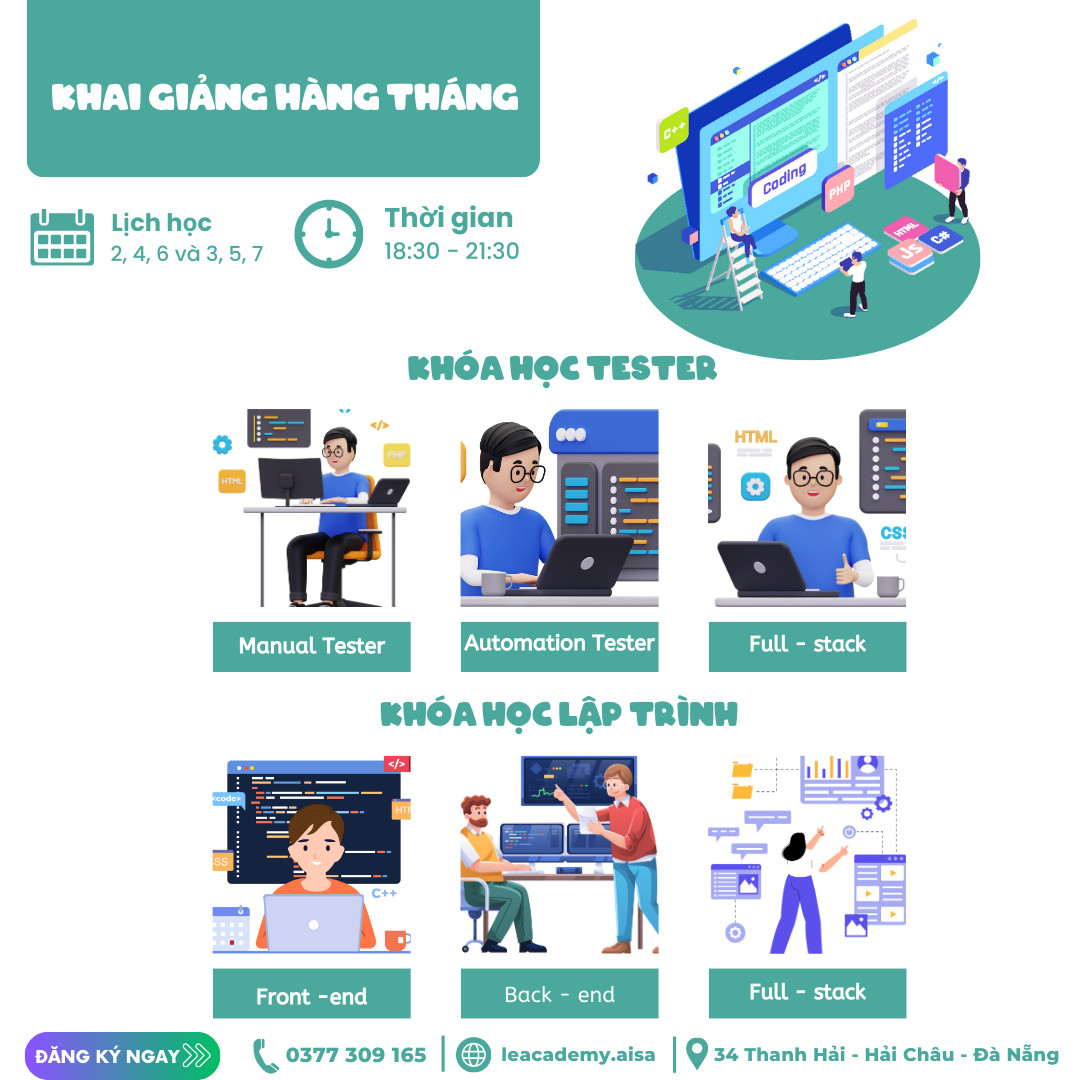 KHAI GIẢNG HÀNG THÁNG
Lịch học
2, 4, 6 và 3, 5, 7
Thời gian
18:30 - 21:30
C++
</>
Coding
PHP
HTML
JS
C#
KHÓA HỌC TESTER
</>
PHP
HTML
HTML
CSS
Manual Tester
Automation Tester
Full - stack
KHÓA HỌC LẬP TRÌNH
</>
<code>
HTM
SS
C++
Front -end
Back - end
Full - stack
ĐĂNG KÝ NGAY
0377 309 165
leacademy.aisa
34 Thanh Hải - Hải Châu - Đà Nẵng